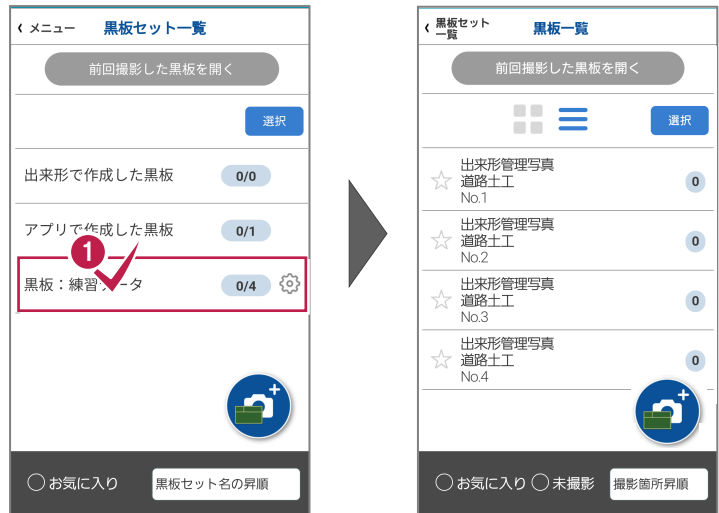 ‹ メニュー 黒板セット一覧
前回撮影した黒板を開く
選択
出来形で作成した黒板 0/0
アプリで作成した黒板 0/1
1
黒板：練習データ 0/4
お気に入り 黒板セット名の昇順
‹ 黒板セット
一覧
黒板一覧
前回撮影した黒板を開く
選択
出来形管理写真
道路土工
No.1
0
出来形管理写真
道路土工
No.2
0
出来形管理写真
道路土工
No.3
0
出来形管理写真
道路土工
No.4
0
お気に入り 未撮影 撮影箇所昇順